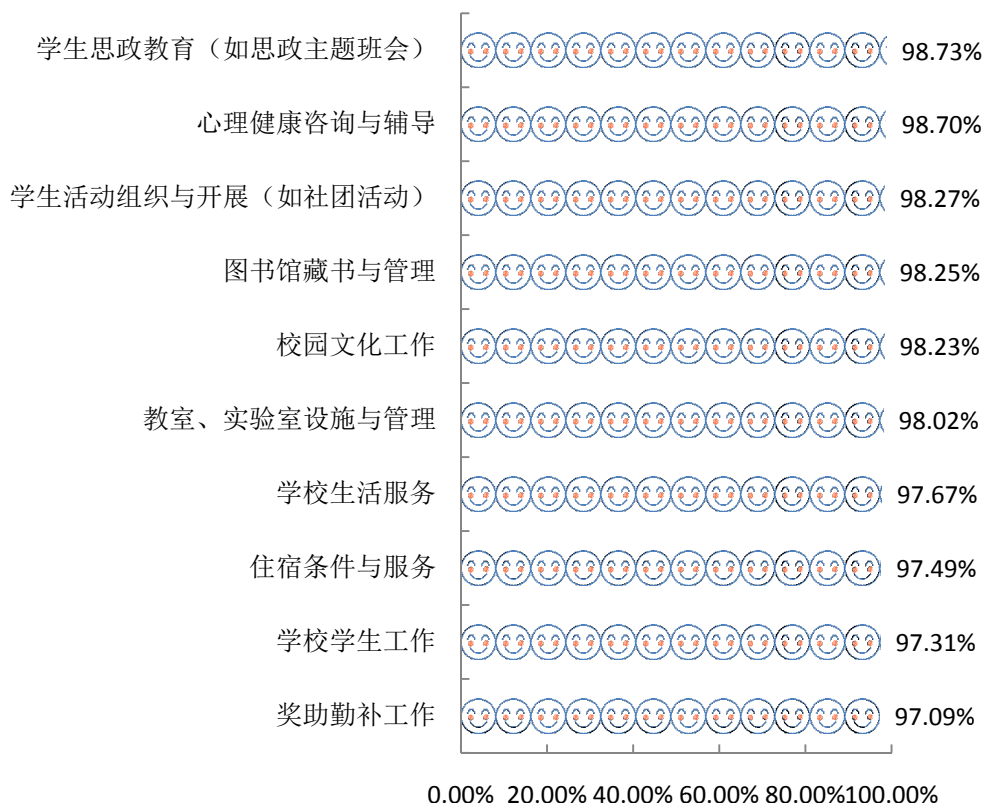 学生思政教育（如思政主题班会） 98.73%
心理健康咨询与辅导 98.70%
学生活动组织与开展（如社团活动） 98.27%
图书馆藏书与管理 98.25%
校园文化工作 98.23%
教室、实验室设施与管理 98.02%
学校生活服务 97.67%
住宿条件与服务 97.49%
学校学生工作 97.31%
奖助勤补工作 97.09%
0.00% 20.00% 40.00% 60.00% 80.00% 100.00%